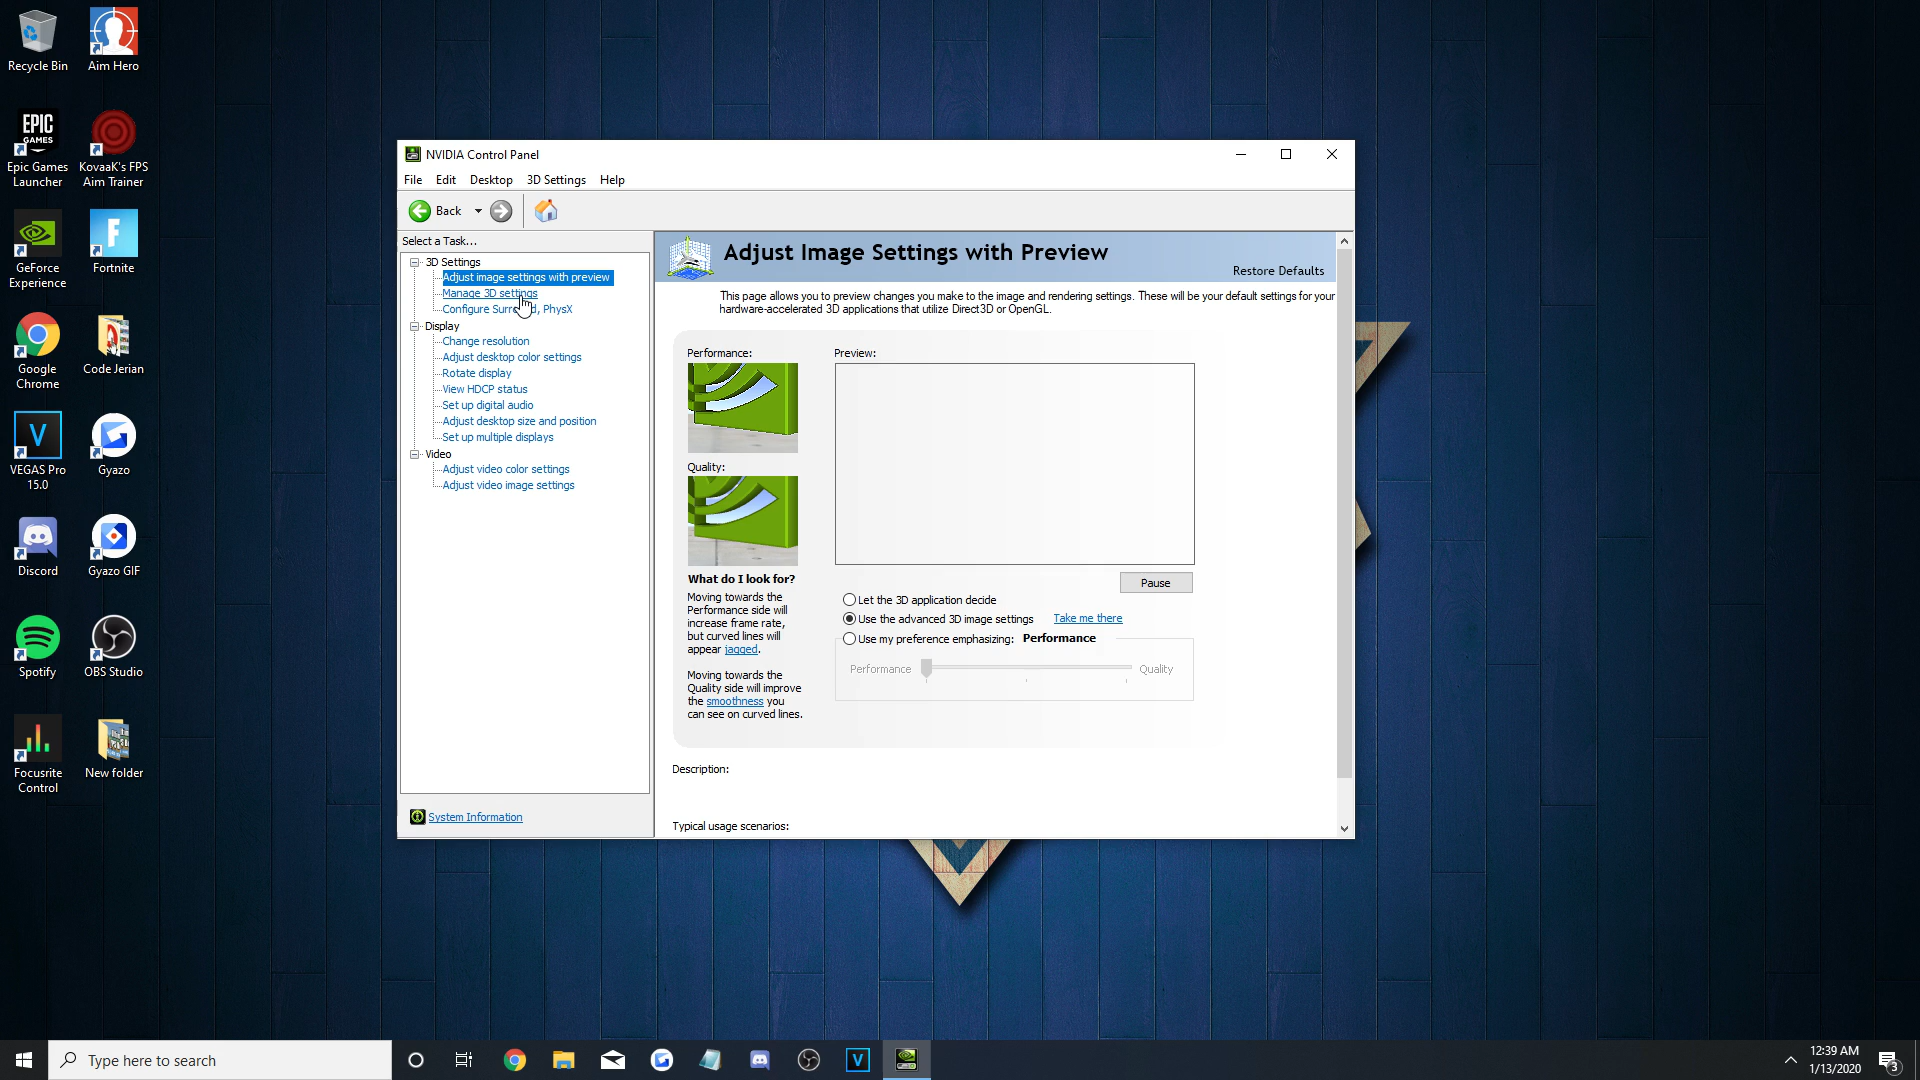 Recycle Bin
Aim Hero
EPIC
GAMES
Epic Games
Launcher
KovaaK's FPS
Aim Trainer
GeForce
Experience
F
Fortnite
Google
Chrome
Code Jerian
V
VEGAS Pro
15.0
Gyazo
Discord
Gyazo GIF
Spotify
OBS Studio
Focusrite
Control
New folder
NVIDIA Control Panel
File Edit Desktop 3D Settings Help
Back
Select a Task...
3D Settings
Adjust image settings with preview
Manage 3D settings
Configure Surround, PhysX
Display
Change resolution
Adjust desktop color settings
Rotate display
View HDCP status
Set up digital audio
Adjust desktop size and position
Set up multiple displays
Video
Adjust video color settings
Adjust video image settings
System Information
Adjust Image Settings with Preview
Restore Defaults
This page allows you to preview changes you make to the image and rendering settings. These will be your default settings for your
hardware-accelerated 3D applications that utilize Direct3D or OpenGL.
Performance:
Preview:
Quality:
What do I look for?
Moving towards the
Performance side will
increase frame rate,
but curved lines will
appear jagged.
Moving towards the
Quality side will improve
the smoothness you
can see on curved lines.
Pause
Let the 3D application decide
Use the advanced 3D image settings Take me there
Use my preference emphasizing: Performance
Performance Quality
Description:
Typical usage scenarios:
Type here to search
V
12:39 AM
1/13/2020
3